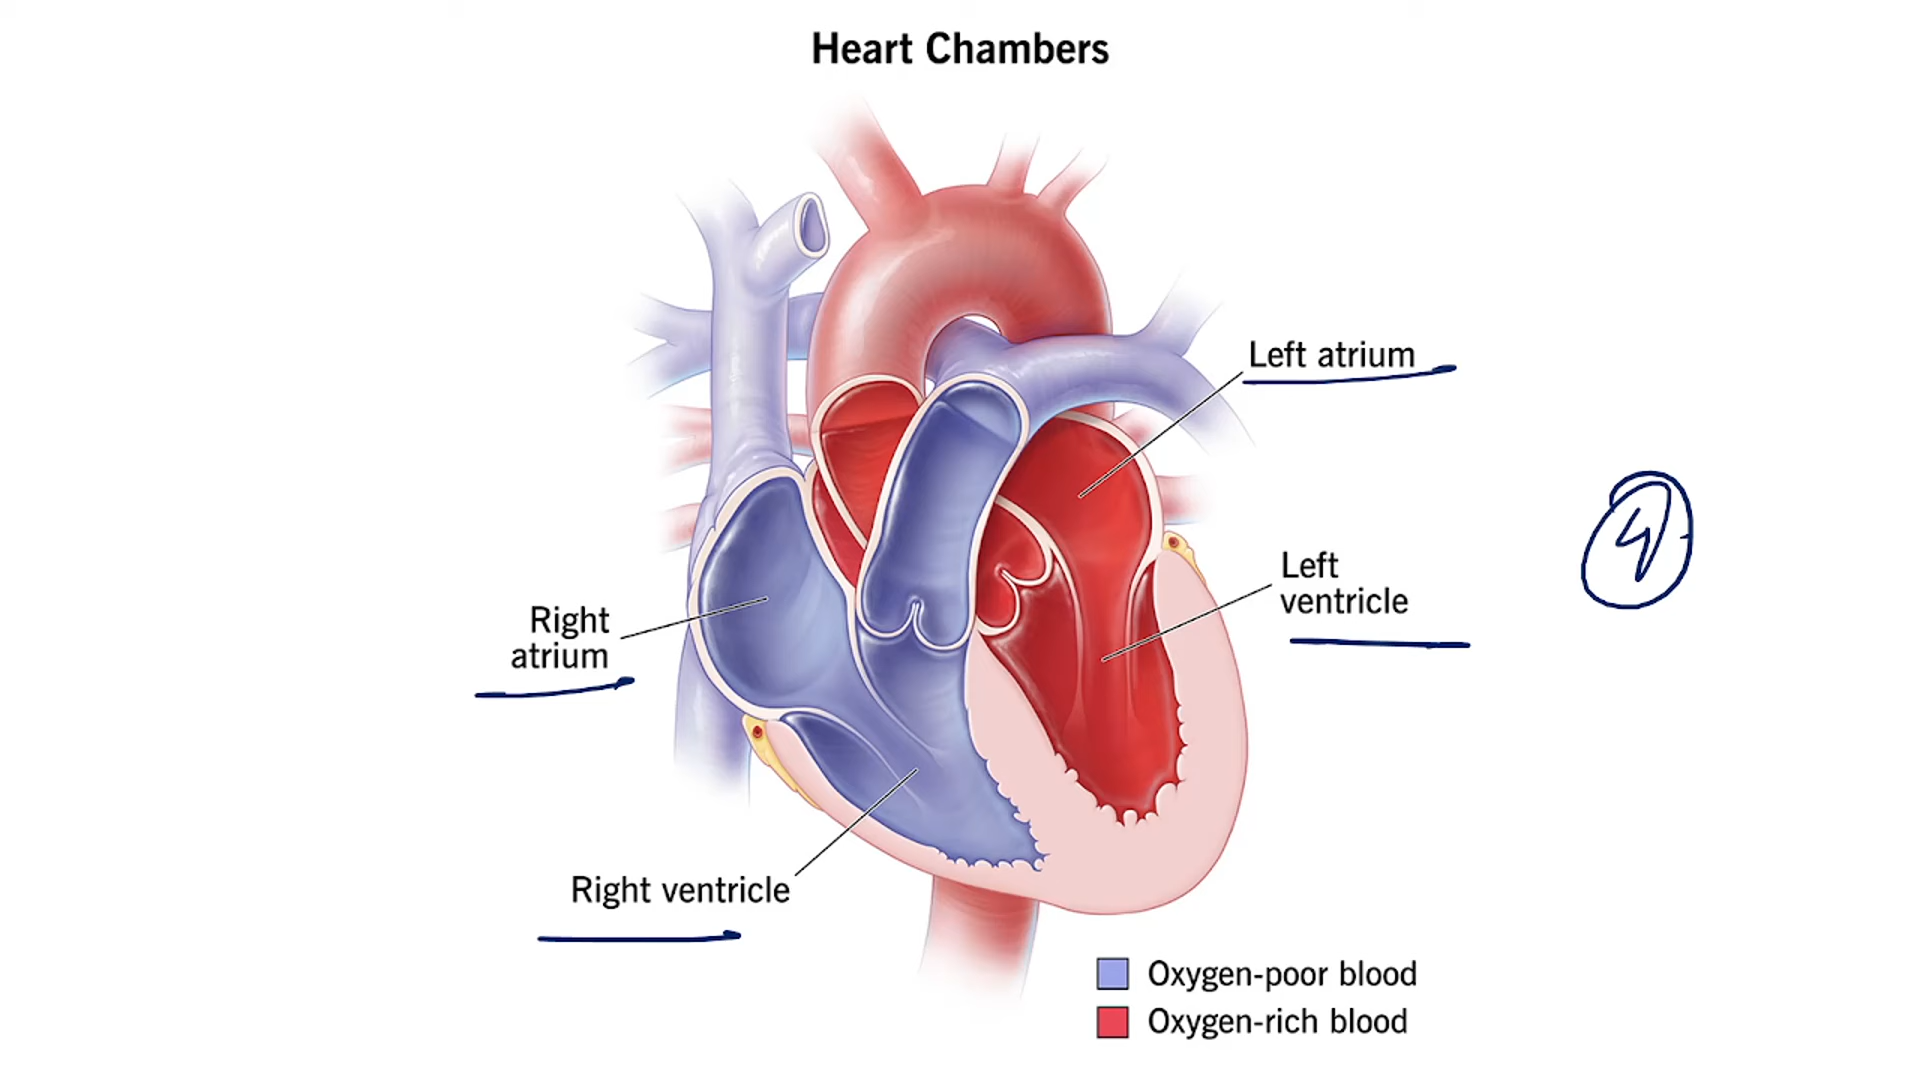 Heart Chambers
Left atrium
Left
ventricle
4
Right
atrium
Right ventricle
Oxygen-poor blood
Oxygen-rich blood